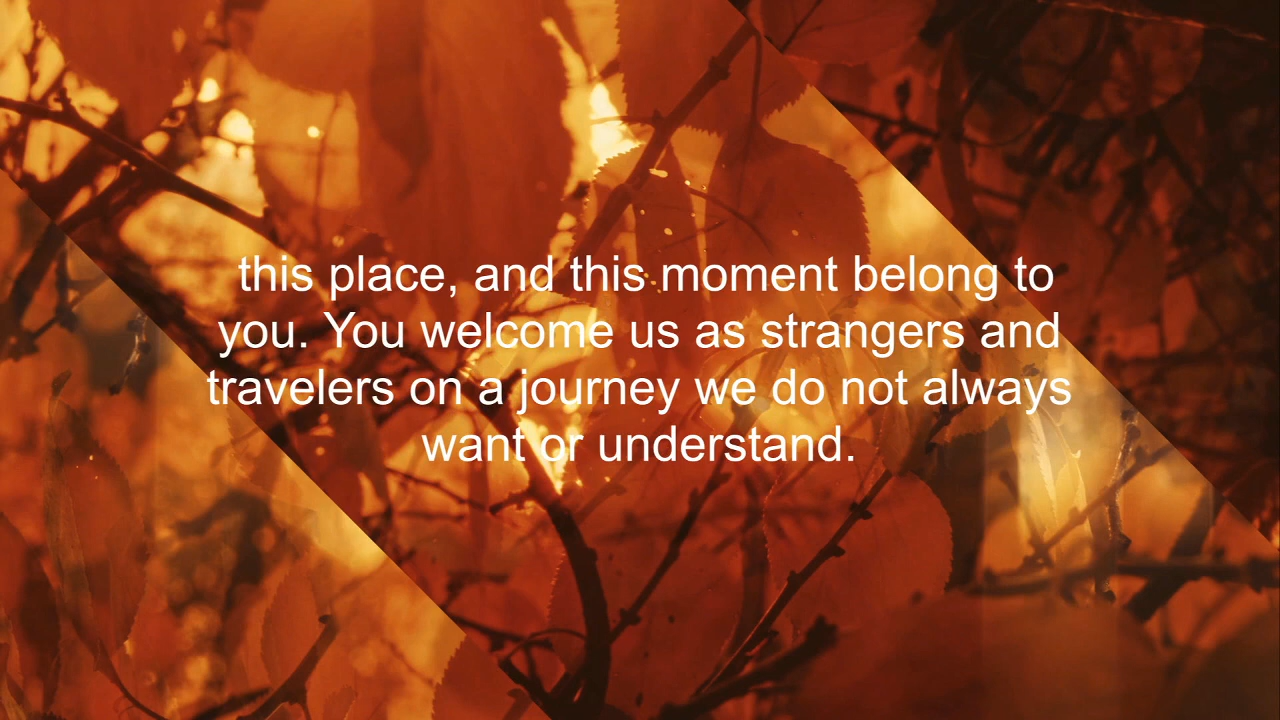 this place, and this moment belong to
you. You welcome us as strangers and
travelers on a journey we do not always
want or understand.